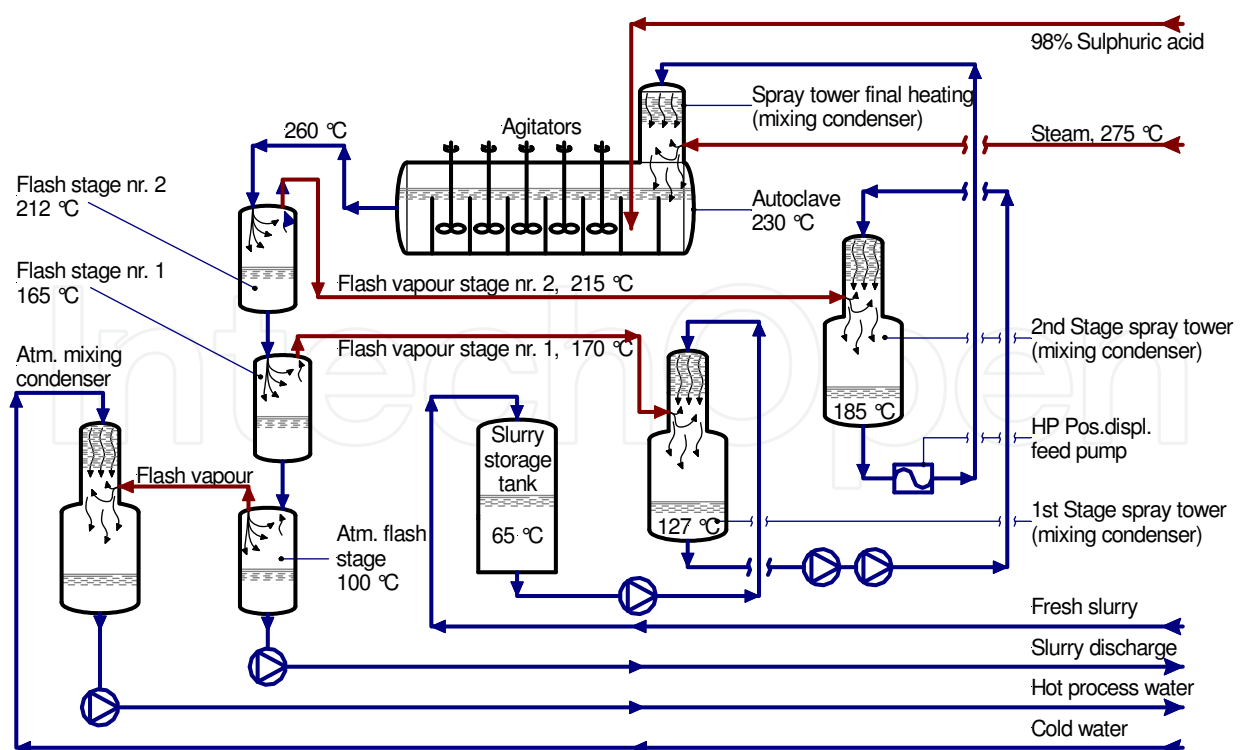 98% Sulphuric acid
Spray tower final heating
(mixing condenser)
Agitators
260 °C
Steam, 275 °C
Flash stage nr. 2
212 °C
Autoclave
230 °C
Flash stage nr. 1
165 °C
Flash vapour stage nr. 2, 215 °C
Flash vapour stage nr. 1, 170 °C
2nd Stage spray tower
(mixing condenser)
Atm. mixing
condenser
185 °C
HP Pos.displ.
feed pump
Slurry
storage
tank
65 °C
Flash vapour
1st Stage spray tower
(mixing condenser)
127 °C
Atm. flash
stage
100 °C
Fresh slurry
Slurry discharge
Hot process water
Cold water
IntechOpen